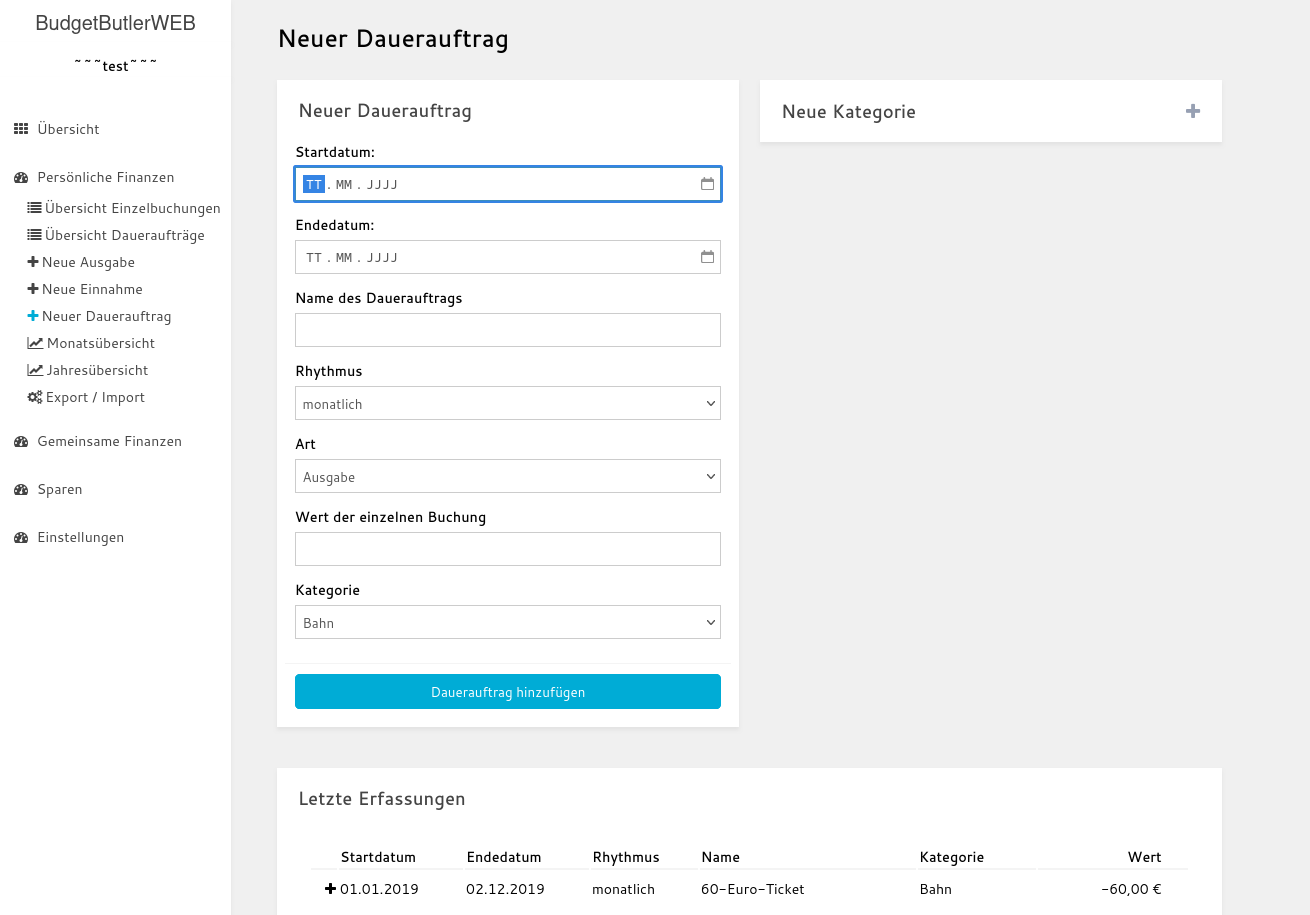 BudgetButlerWEB
~~~test~~~
Übersicht
Persönliche Finanzen
Übersicht Einzelbuchungen
Übersicht Daueraufträge
Neue Ausgabe
Neue Einnahme
Neuer Dauerauftrag
Monatsübersicht
Jahresübersicht
Export / Import
Gemeinsame Finanzen
Sparen
Einstellungen
Neuer Dauerauftrag
Neuer Dauerauftrag
Startdatum:
TT . MM . JJJJ
Endedatum:
TT . MM . JJJJ
Name des Dauerauftrags
Rhythmus
monatlich
Art
Ausgabe
Wert der einzelnen Buchung
Kategorie
Bahn
Dauerauftrag hinzufügen
Neue Kategorie
Letzte Erfassungen
Startdatum Endedatum Rhythmus Name Kategorie Wert
01.01.2019 02.12.2019 monatlich 60-Euro-Ticket Bahn -60,00 €